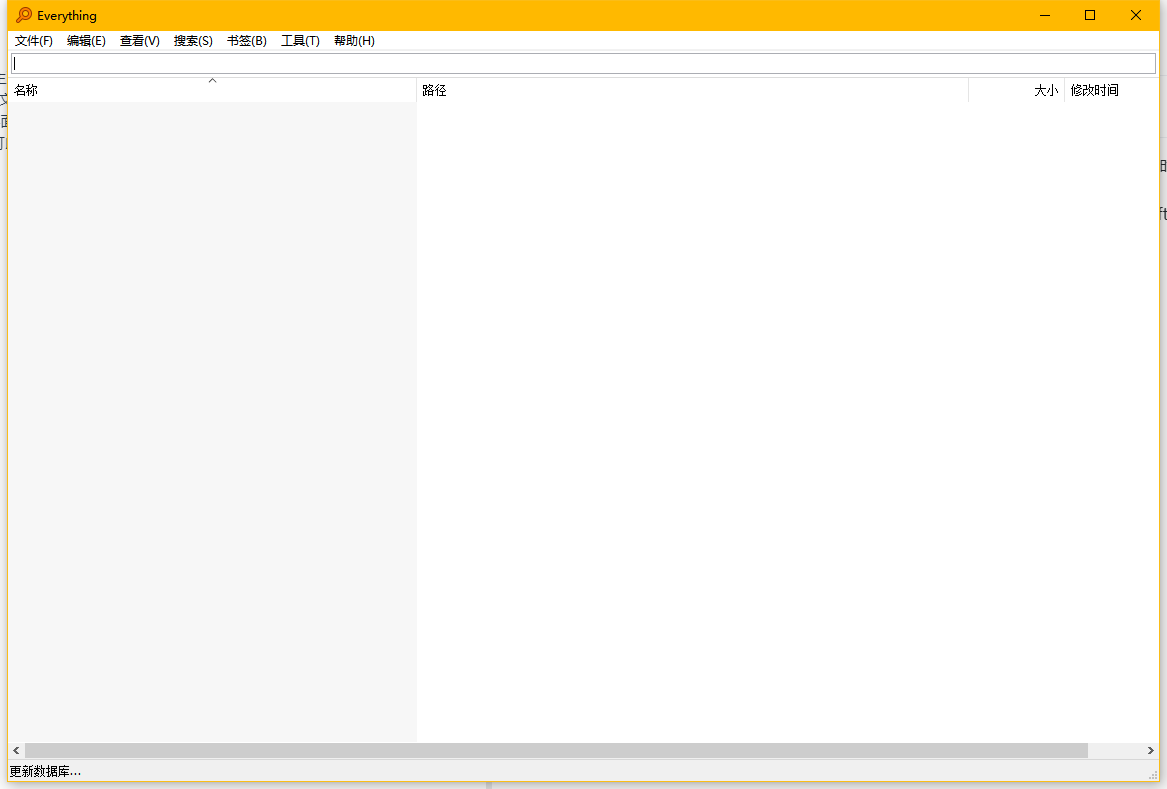 Everything
文件(F) 编辑(E) 查看(V) 搜索(S) 书签(B) 工具(T) 帮助(H)
名称 路径 大小 修改时间
更新数据库...